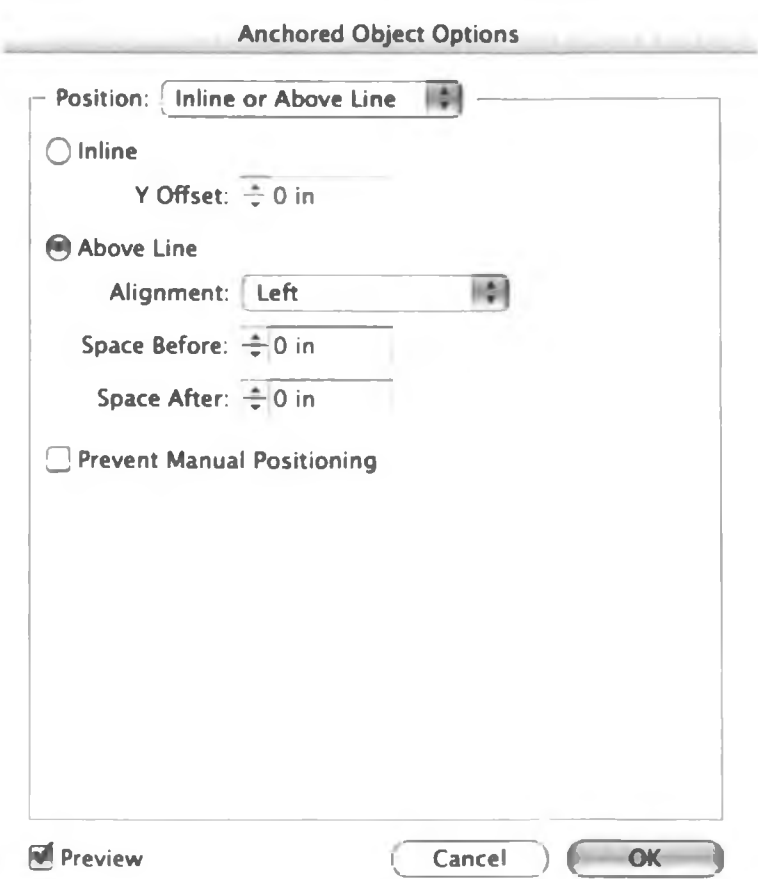 Anchored Object Options
Position: Inline or Above Line
Inline
Y Offset: 0 in
Above Line
Alignment: Left
Space Before: 0 in
Space After: 0 in
Prevent Manual Positioning
Preview Cancel OK